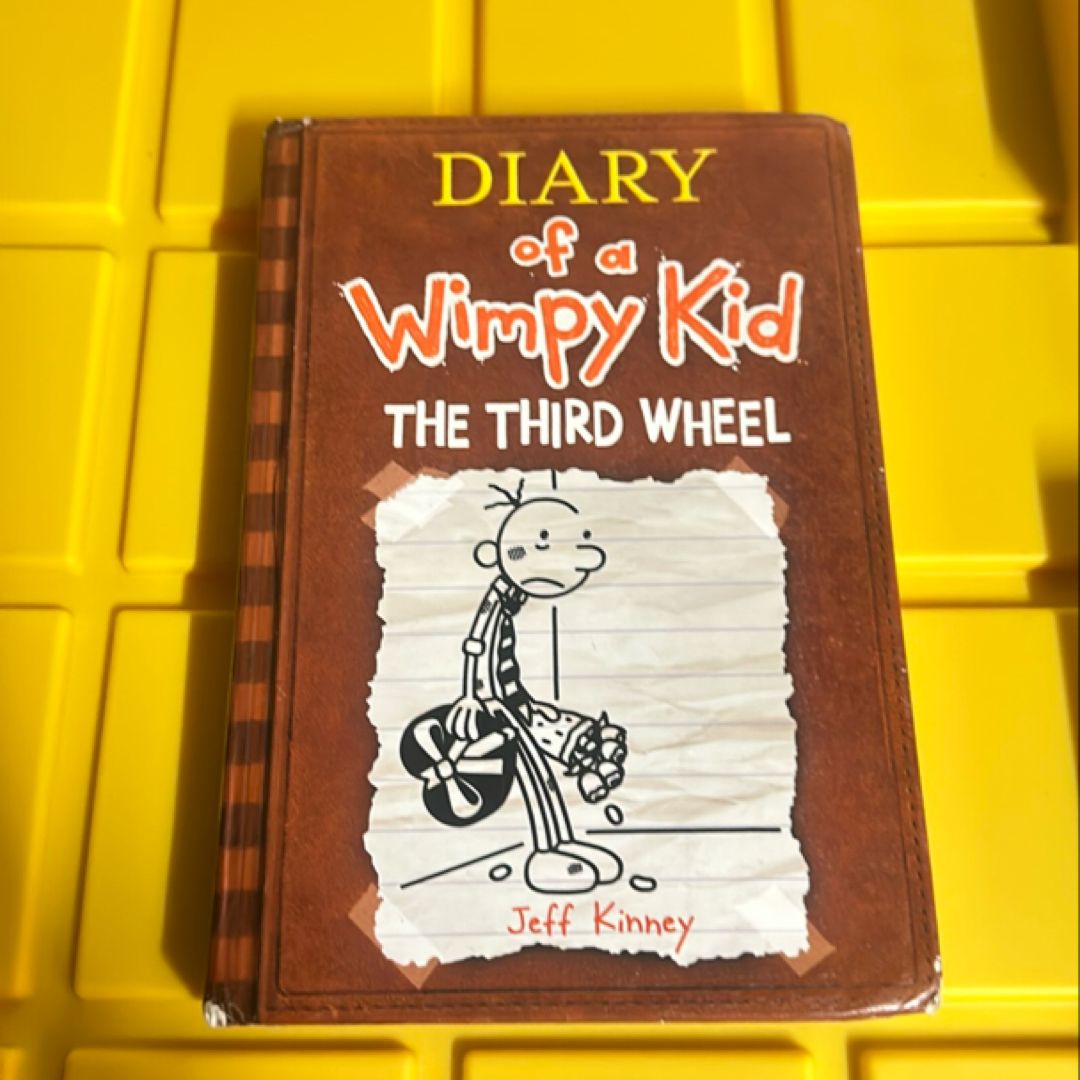 DIARY
of a
Wimpy Kid
THE THIRD WHEEL
Jeff Kinney